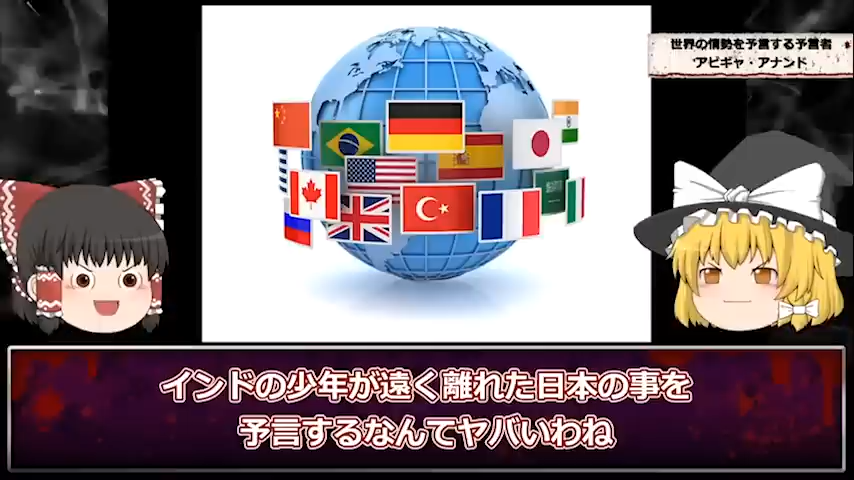 世界の情勢を予言する予言者
アビギャ・アナンド
インドの少年が遠く離れた日本の事を
予言するなんてヤバいわね